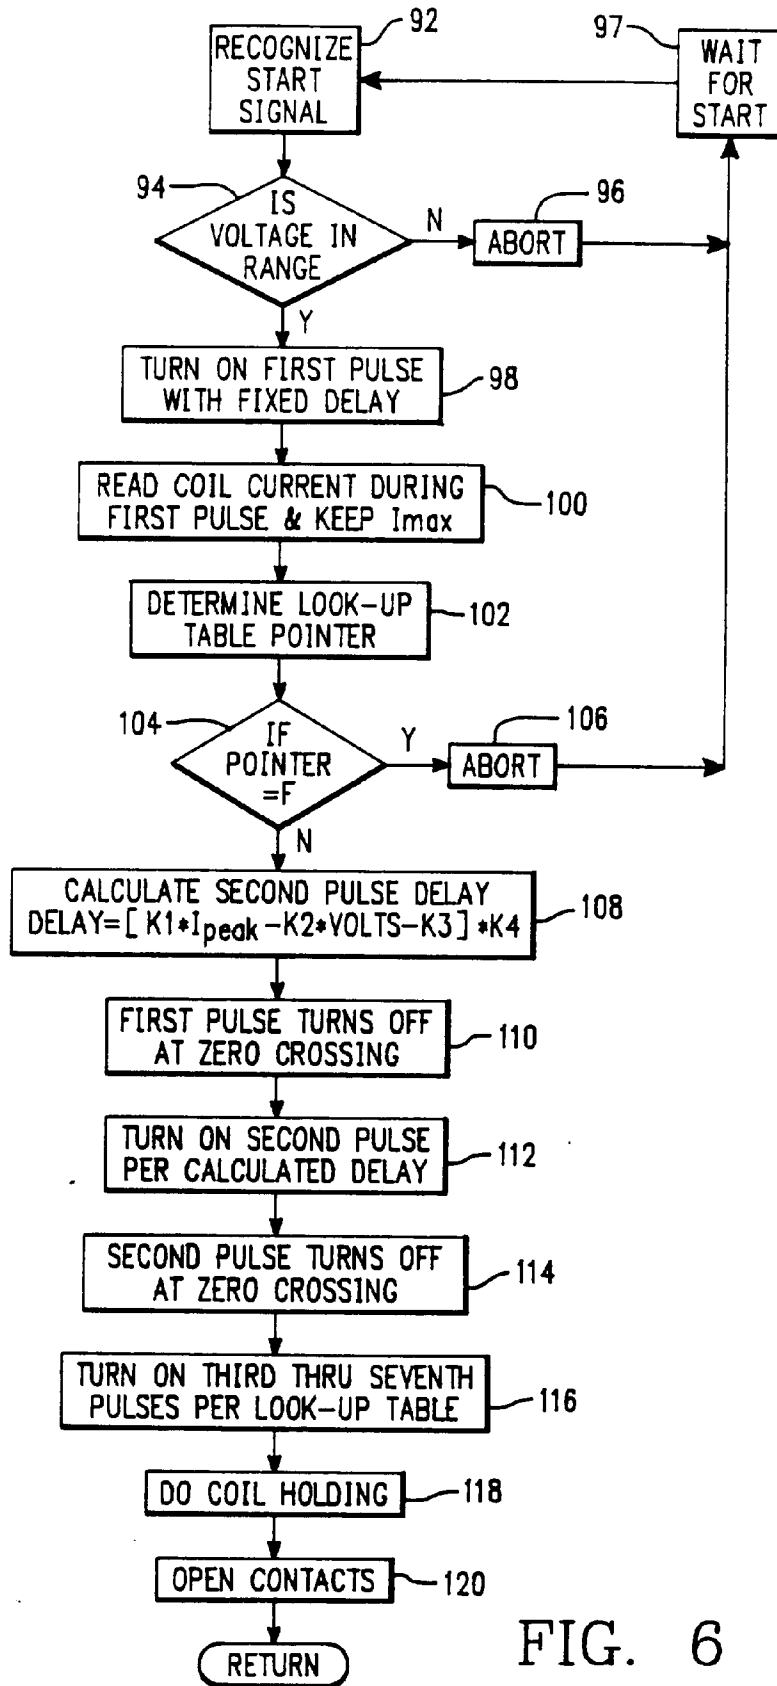 92
RECOGNIZE
START
SIGNAL
97
WAIT
FOR
START
94
IS
VOLTAGE IN
RANGE
N
96
ABORT
Y
TURN ON FIRST PULSE
WITH FIXED DELAY
98
READ COIL CURRENT DURING
FIRST PULSE & KEEP Imax
100
DETERMINE LOOK-UP
TABLE POINTER
102
104
IF
POINTER
=F
Y
106
ABORT
N
CALCULATE SECOND PULSE DELAY
DELAY=[ K1*Ipeak-K2*VOLTS-K3] *K4
108
FIRST PULSE TURNS OFF
AT ZERO CROSSING
110
TURN ON SECOND PULSE
PER CALCULATED DELAY
112
SECOND PULSE TURNS OFF
AT ZERO CROSSING
114
TURN ON THIRD THRU SEVENTH
PULSES PER LOOK-UP TABLE
116
DO COIL HOLDING
118
OPEN CONTACTS
120
RETURN
FIG. 6